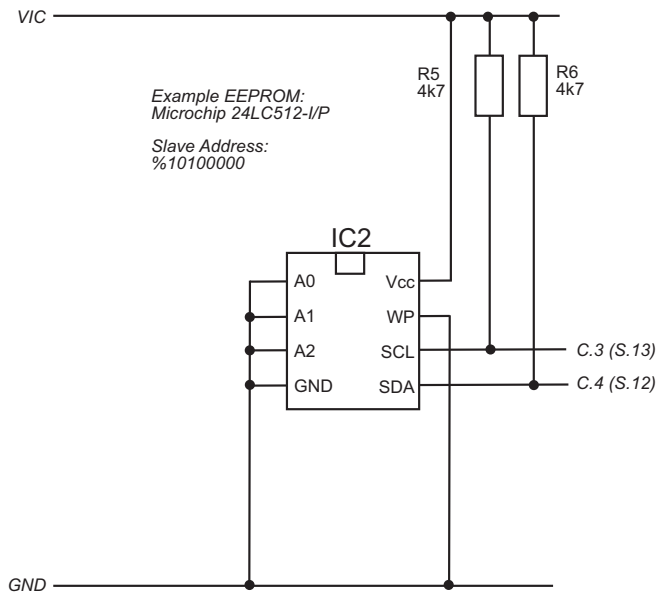 VIC
R5
4k7
R6
4k7
Example EEPROM:
Microchip 24LC512-I/P
Slave Address:
%10100000
IC2
A0
Vcc
A1
WP
A2
SCL
C.3 (S.13)
GND
SDA
C.4 (S.12)
GND